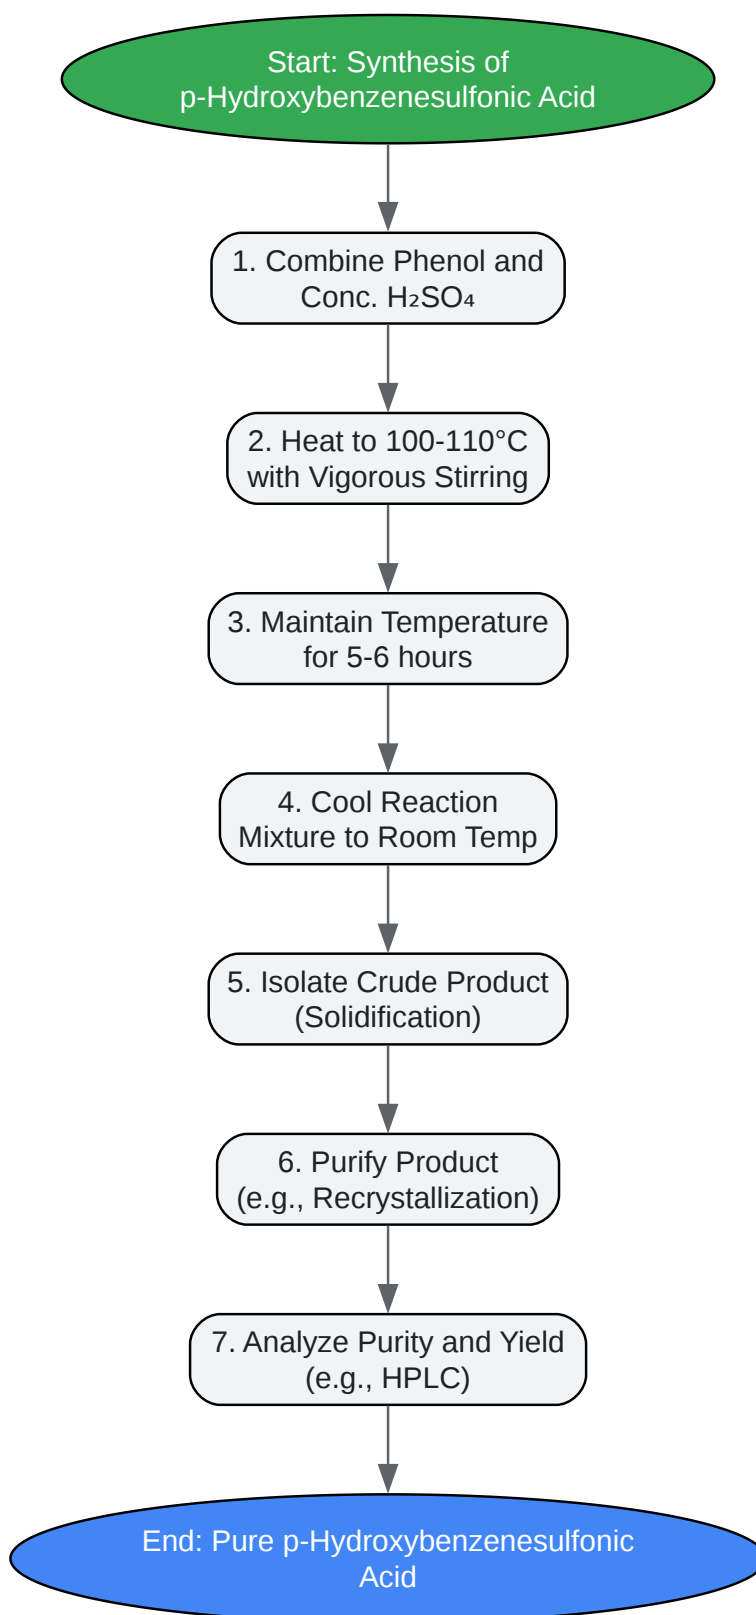 Start: Synthesis of
p-Hydroxybenzenesulfonic Acid
1. Combine Phenol and
Conc. H₂SO₄
2. Heat to 100-110°C
with Vigorous Stirring
3. Maintain Temperature
for 5-6 hours
4. Cool Reaction
Mixture to Room Temp
5. Isolate Crude Product
(Solidification)
6. Purify Product
(e.g., Recrystallization)
7. Analyze Purity and Yield
(e.g., HPLC)
End: Pure p-Hydroxybenzenesulfonic
Acid